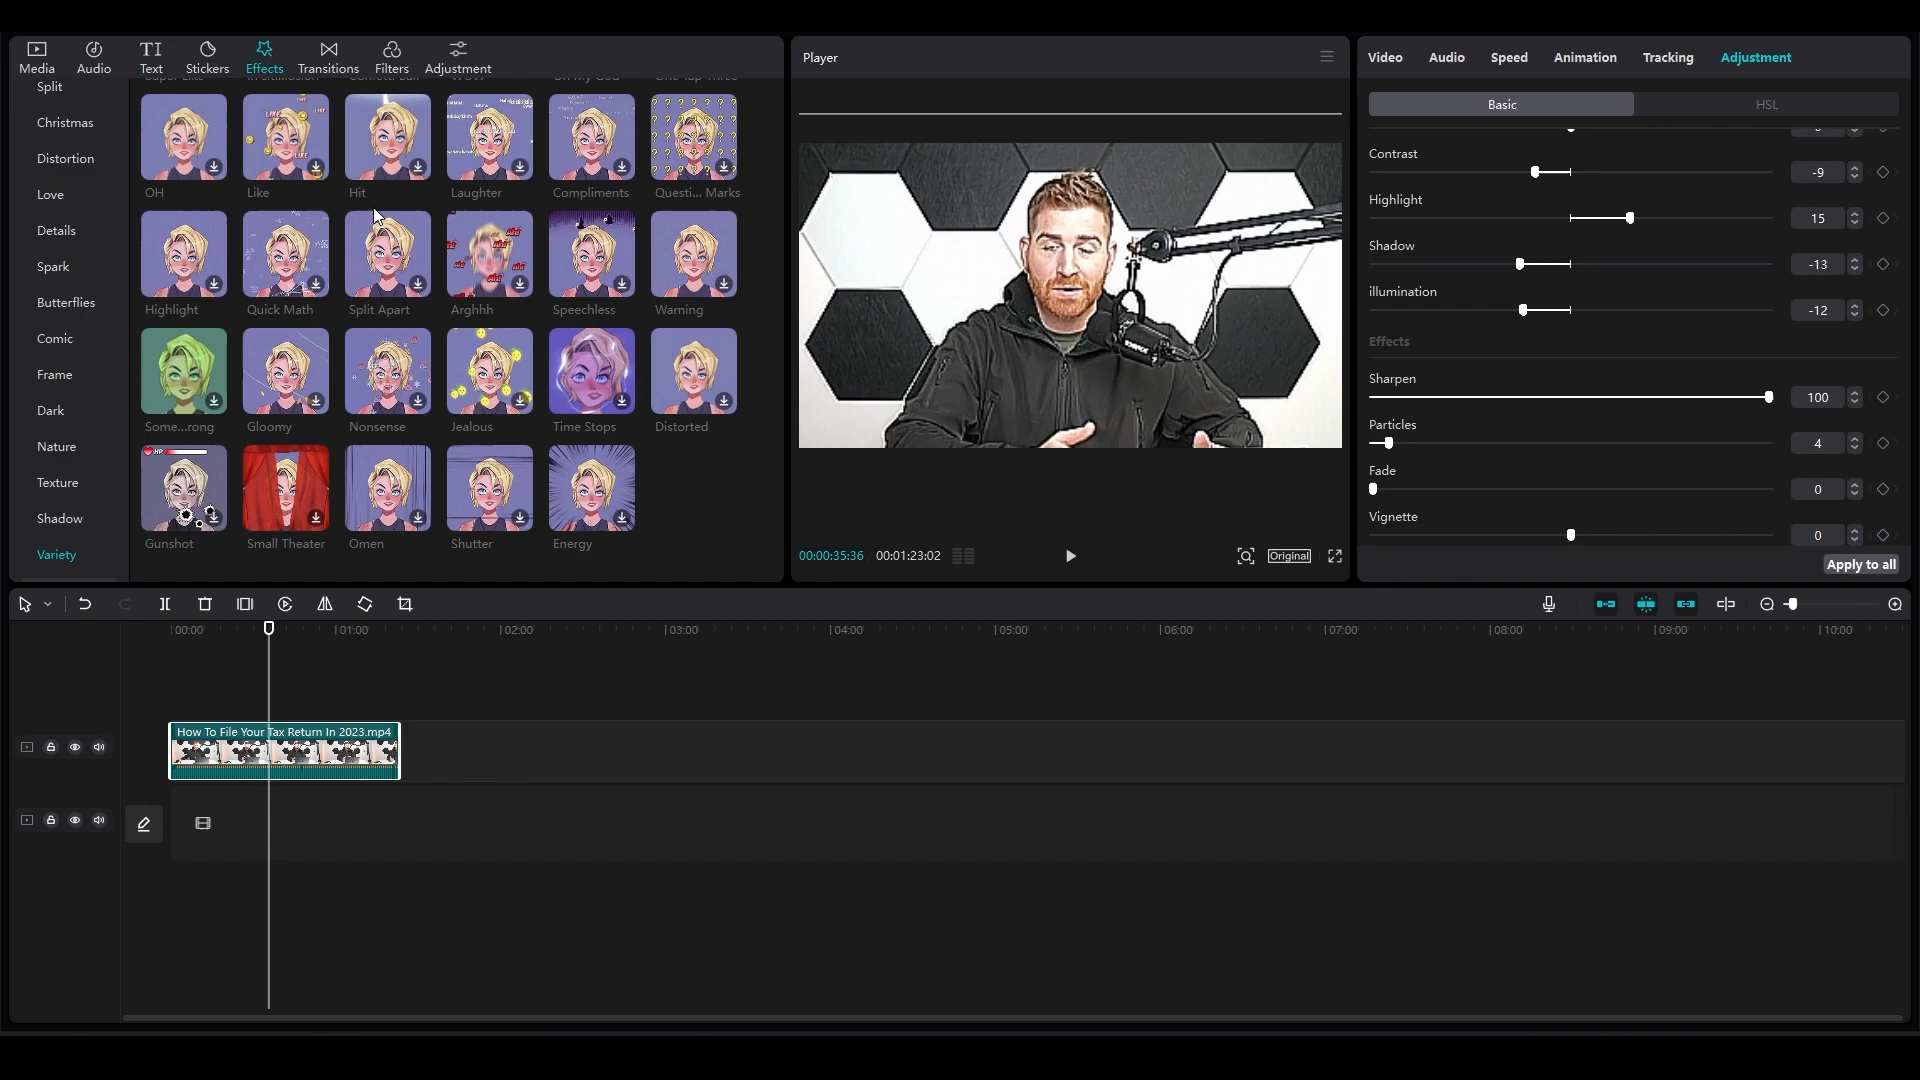 Media Audio Text Stickers Effects Transitions Filters Adjustment
Split
Christmas
Distortion
Love
Details
Spark
Butterflies
Comic
Frame
Dark
Nature
Texture
Shadow
Variety
OH Like Hit Laughter Compliments Questi... Marks
Highlight Quick Math Split Apart Arghhh Speechless Warning
Some...rong Gloomy Nonsense Jealous Time Stops Distorted
Gunshot Small Theater Omen Shutter Energy
Player
00:00:35:36 00:01:23:02
Original
Video Audio Speed Animation Tracking Adjustment
Basic HSL
Contrast
-9
Highlight
15
Shadow
-13
illumination
-12
Effects
Sharpen
100
Particles
4
Fade
0
Vignette
0
Apply to all
00:00 01:00 02:00 03:00 04:00 05:00 06:00 07:00 08:00 09:00 10:00
How To File Your Tax Return In 2023.mp4